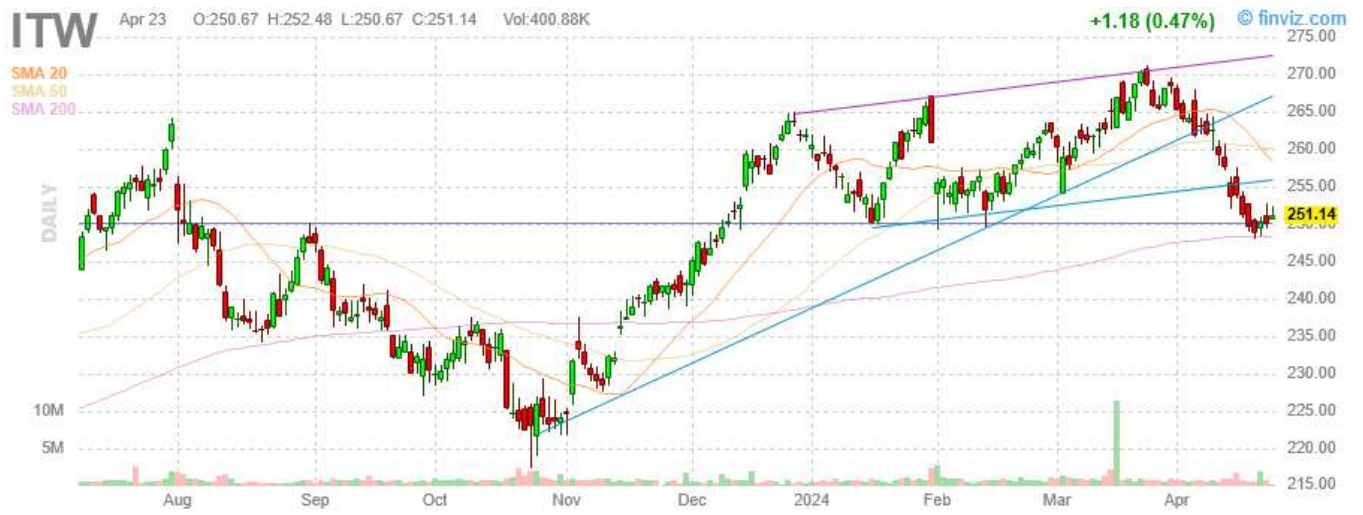 ITW Apr 23 O:250.67 H:252.48 L:250.67 C:251.14 Vol:400.88K +1.18 (0.47%) © finviz.com
SMA 20
SMA 50
SMA 200
DAILY
275.00
270.00
265.00
260.00
255.00
251.14
250.00
245.00
240.00
235.00
230.00
10M 225.00
5M 220.00
215.00
Aug Sep Oct Nov Dec 2024 Feb Mar Apr